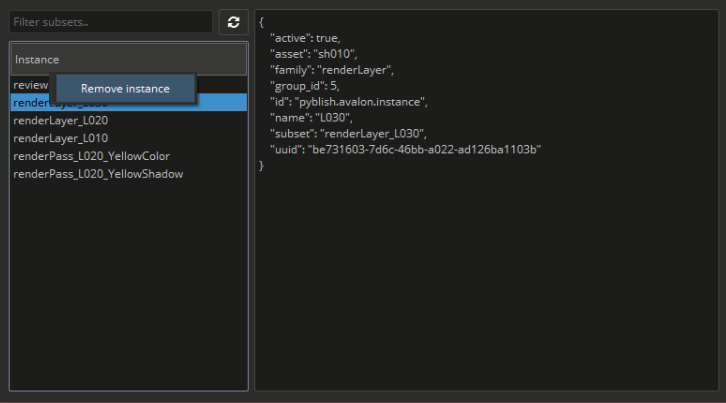 Filter subsets..
Instance
review
Remove instance
renderLayer_L030
renderLayer_L020
renderLayer_L010
renderPass_L020_YellowColor
renderPass_L020_YellowShadow
{
"active": true,
"asset": "sh010",
"family": "renderLayer",
"group_id": 5,
"id": "pyblish.avalon.instance",
"name": "L030",
"subset": "renderLayer_L030",
"uuid": "be731603-7d6c-46bb-a022-ad126ba1103b"
}